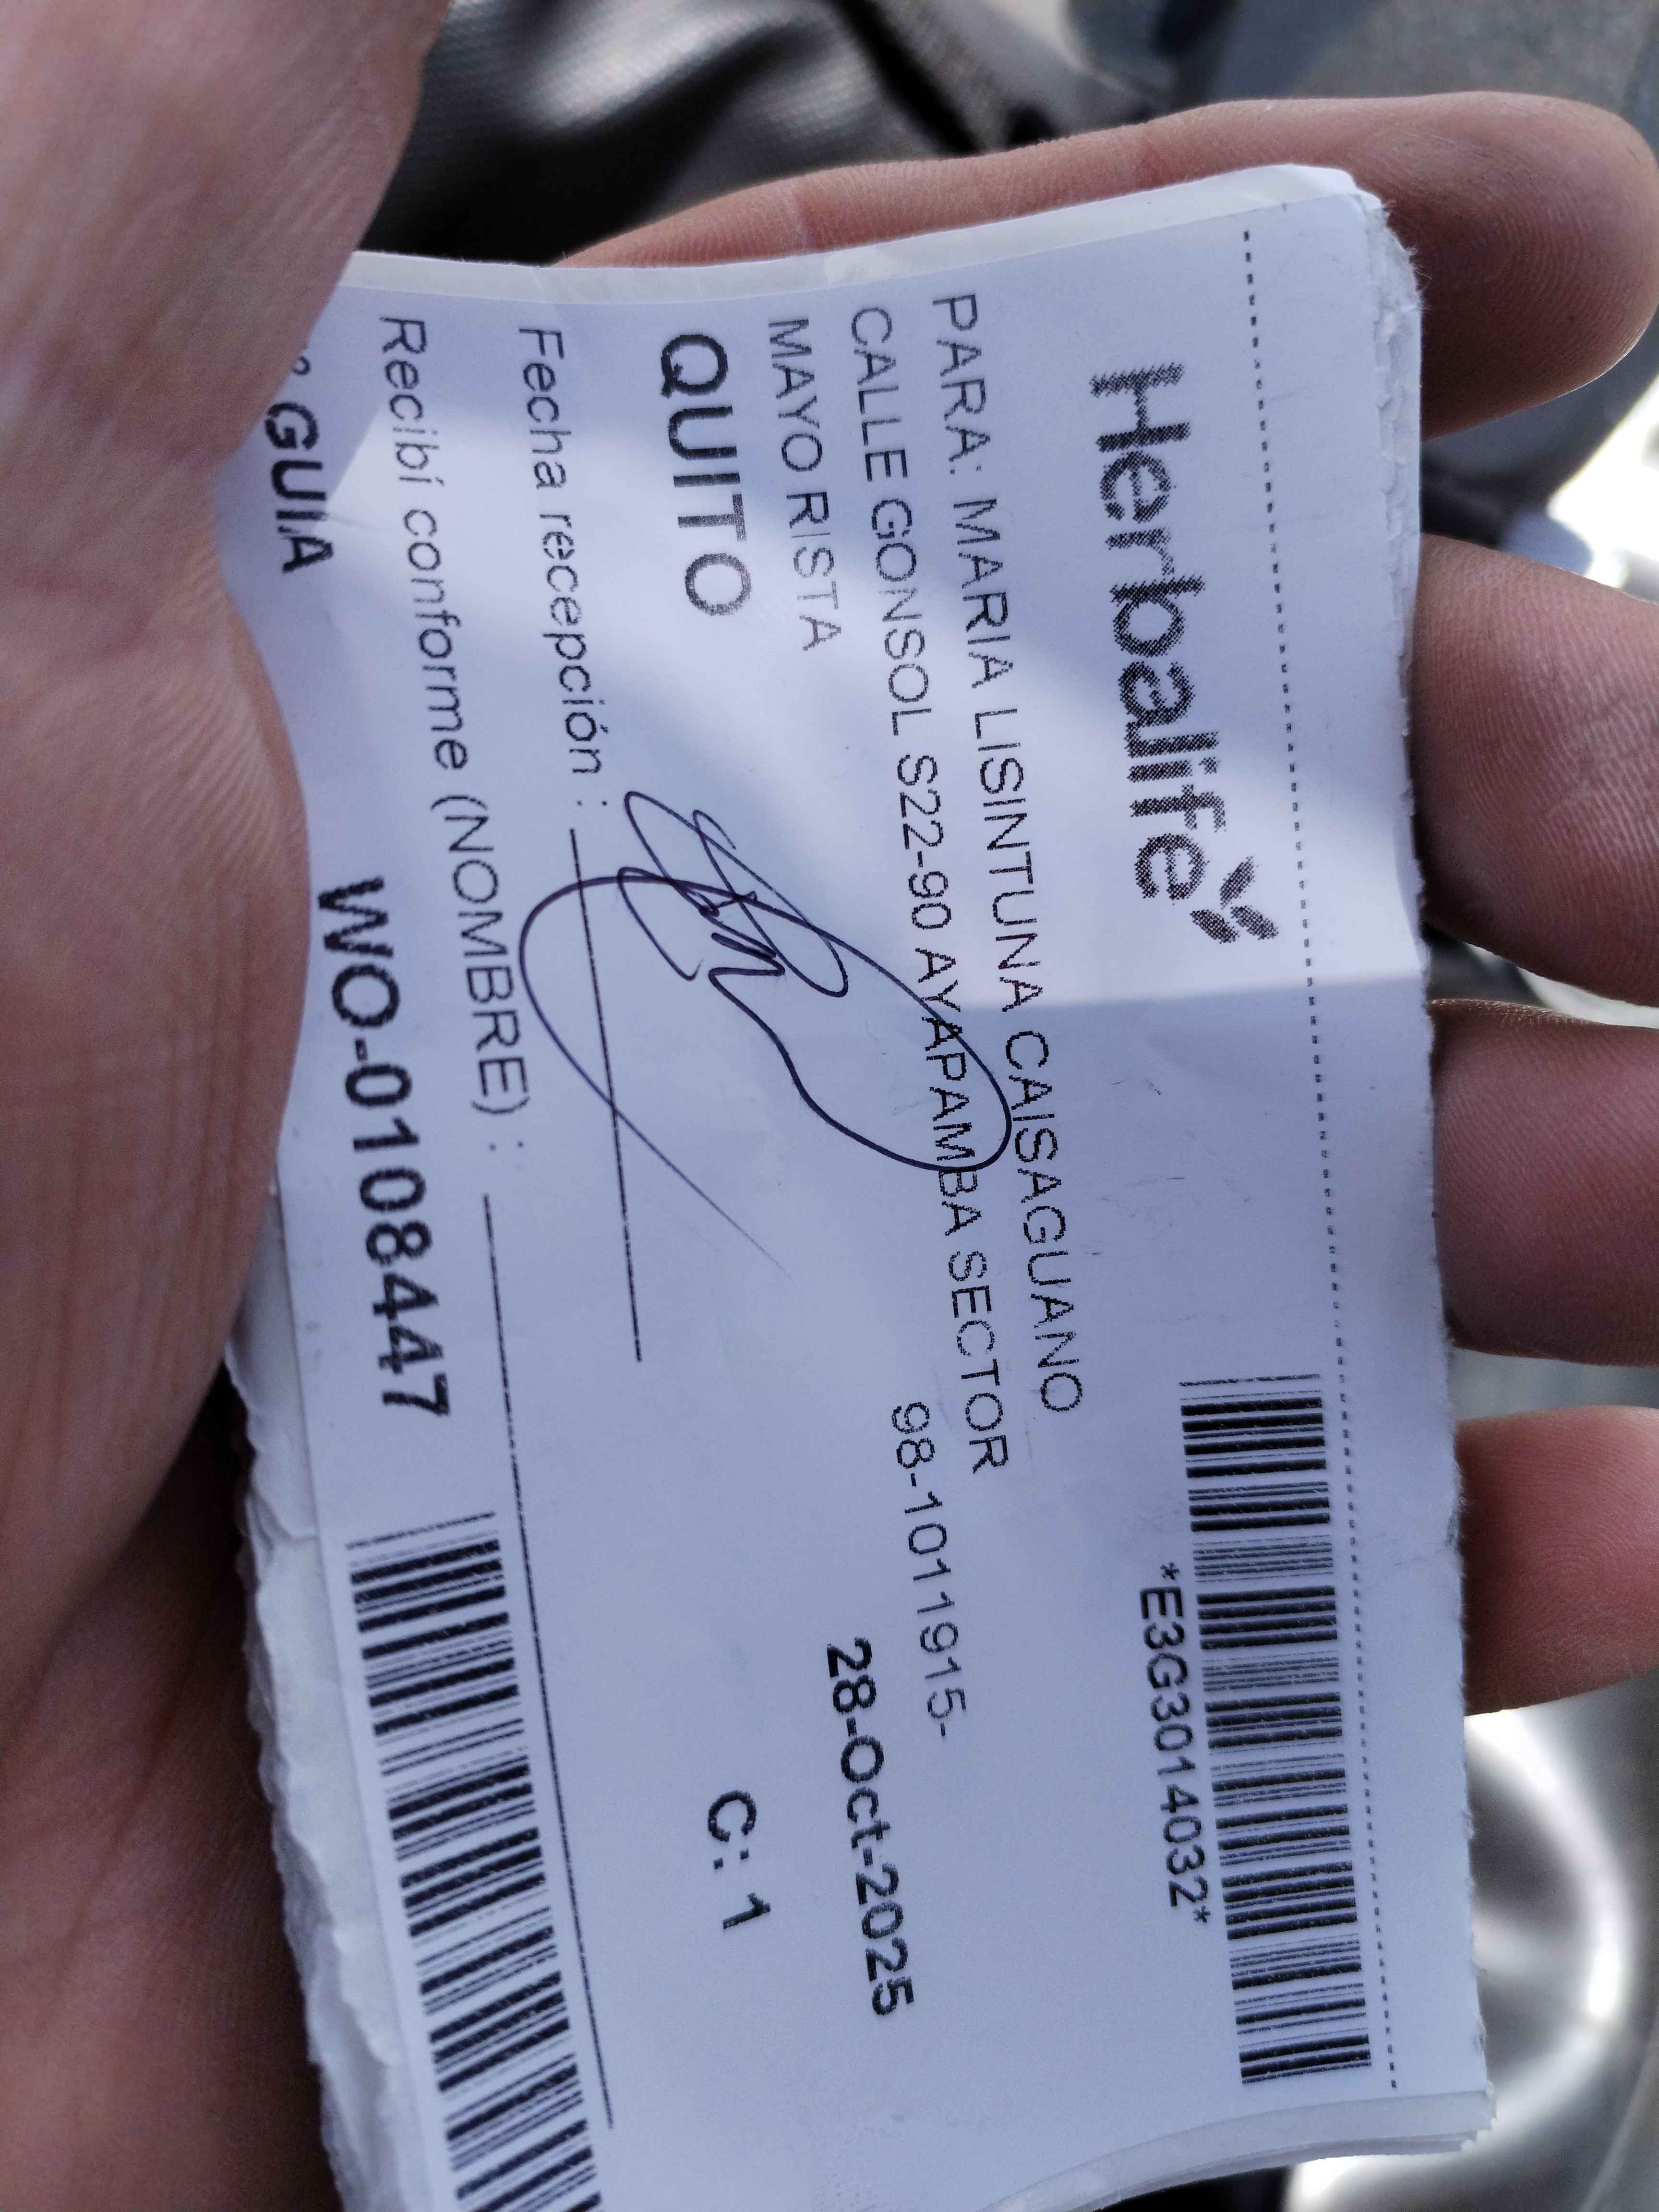 Herbalife
*E3G3014032*
PARA: MARIA LISINTUNA CAISAGUANO
CALLE GONSOL S22-90 AYAPAMBA SECTOR
MAYO RISTA
98-1011915-
28-Oct-2025
QUITO
C: 1
Fecha recepción :
Recibí conforme (NOMBRE) :
GUIA WO-0108447